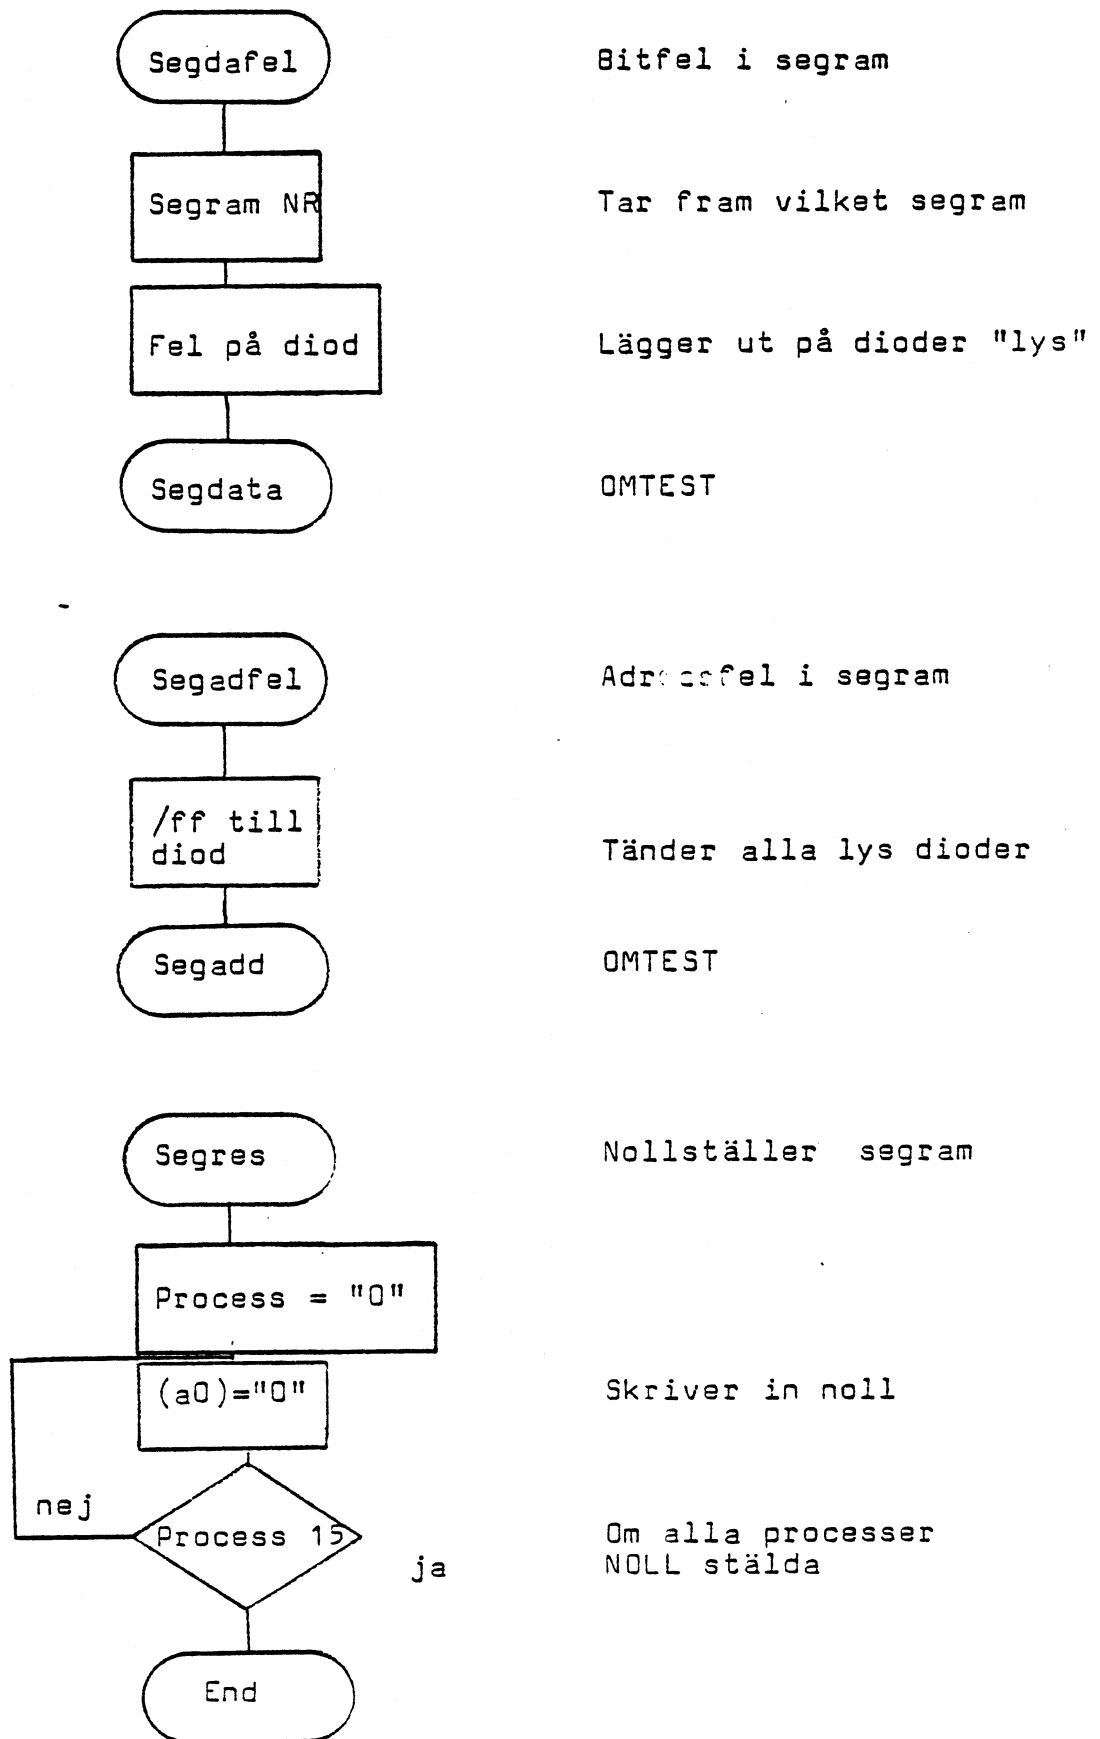 Segdafel
Bitfel i segram
Segram NR
Tar fram vilket segram
Fel på diod
Lägger ut på dioder "lys"
Segdata
OMTEST
Segadfel
i segram
/ff till
diod
Tänder alla lys dioder
Segadd
OMTEST
Segres
Nollställer segram
Process = "0"
(a0)="0"
Skriver in noll
nej
Process 15
ja
Om alla processer
NOLL stälda
End